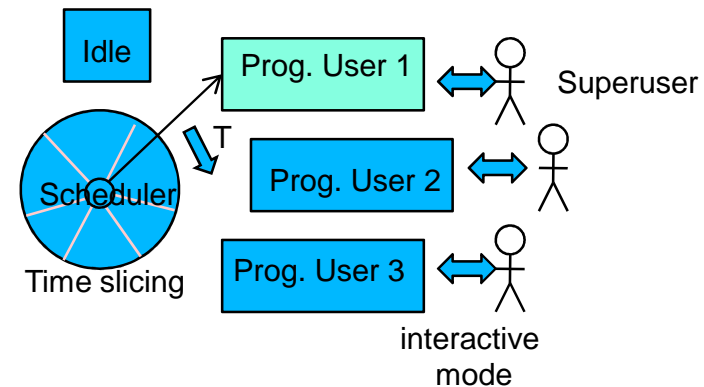 Idle
Prog. User 1
Superuser
T
Scheduler
Prog. User 2
Time slicing
Prog. User 3
interactive
mode